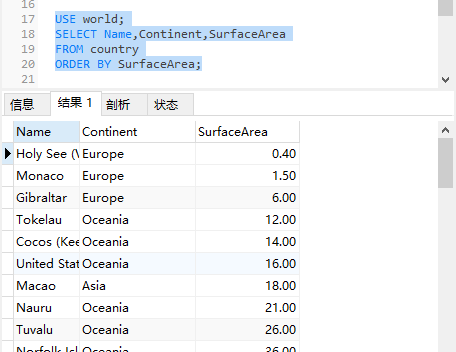 16
17 USE world;
18 SELECT Name,Continent,SurfaceArea
19 FROM country
20 ORDER BY SurfaceArea;
21
信息 结果 1 剖析 状态
Name Continent SurfaceArea
Holy See (V Europe 0.40
Monaco Europe 1.50
Gibraltar Europe 6.00
Tokelau Oceania 12.00
Cocos (Kee Oceania 14.00
United Stat Oceania 16.00
Macao Asia 18.00
Nauru Oceania 21.00
Tuvalu Oceania 26.00
Norfolk Isl Oceania 36.00